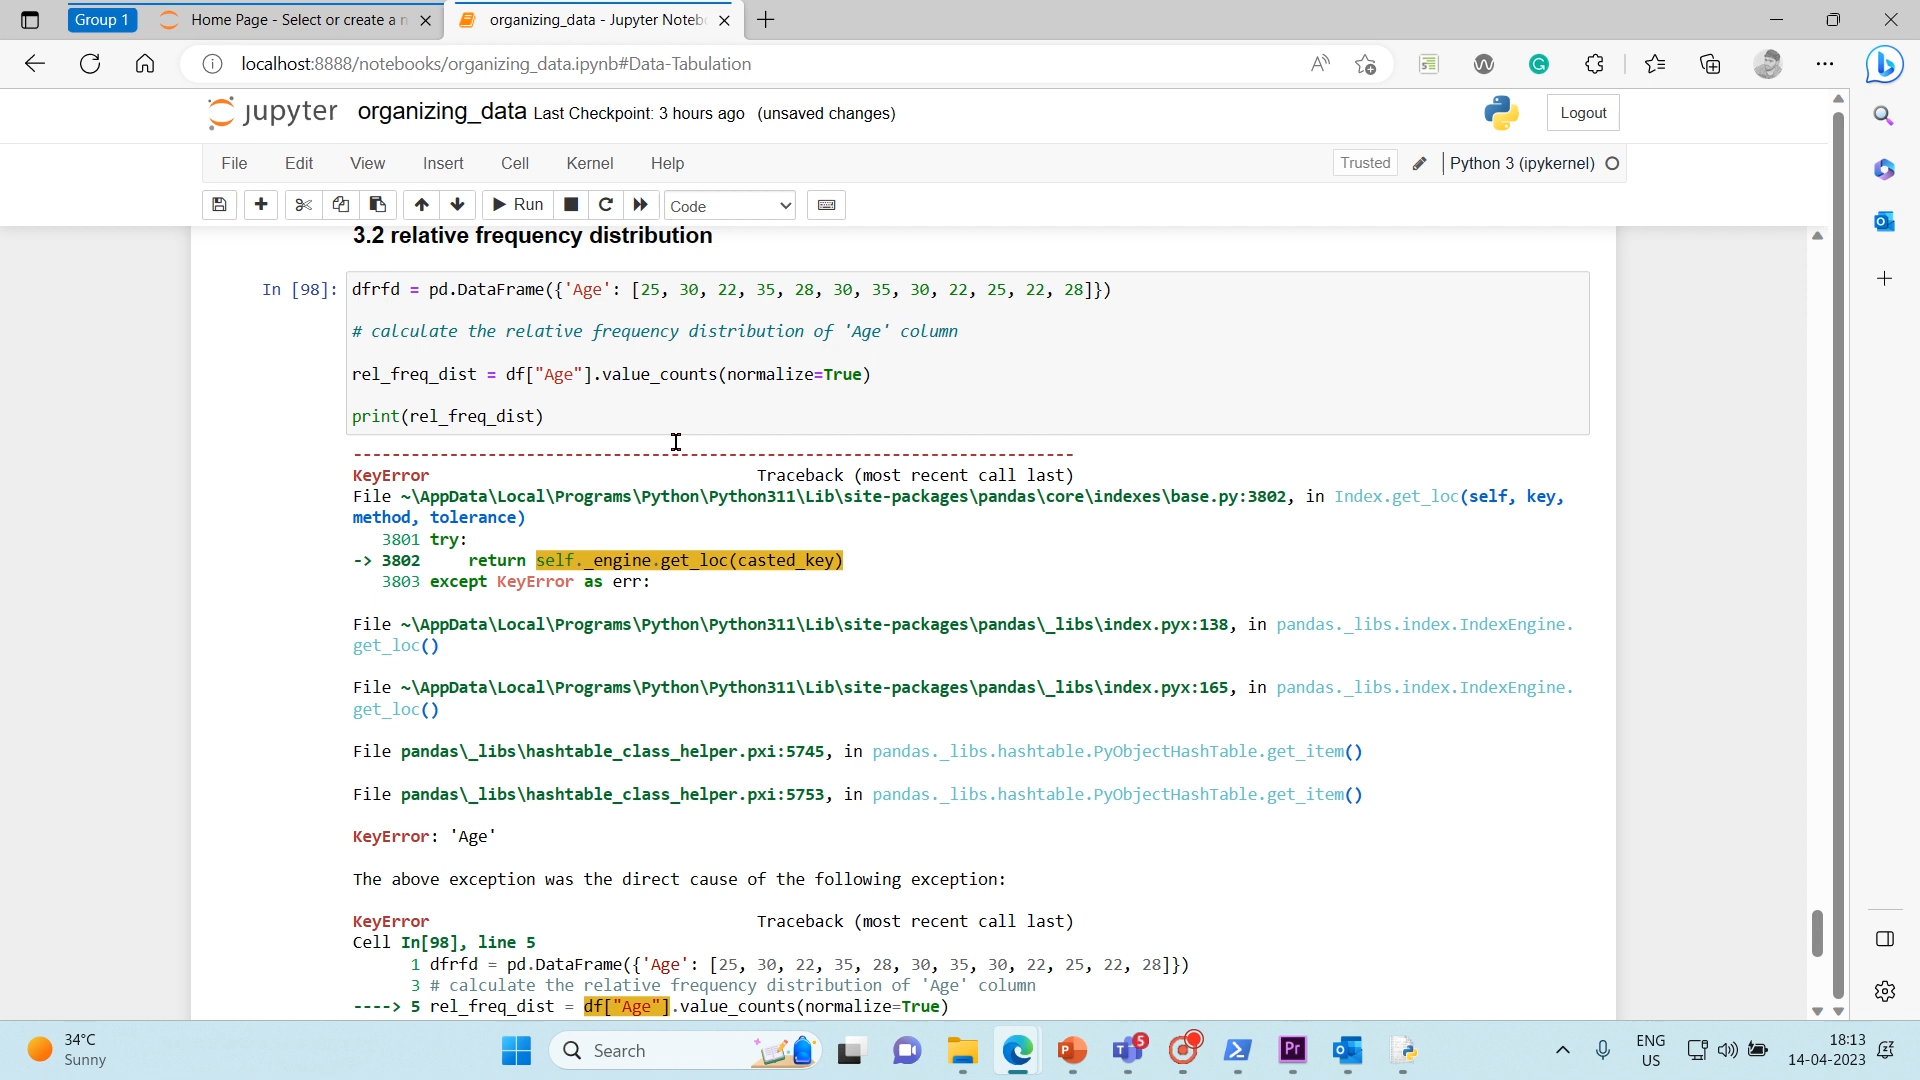 Group 1
Home Page - Select or create a n
organizing_data - Jupyter Noteb
localhost:8888/notebooks/organizing_data.ipynb#Data-Tabulation
jupyter organizing_data Last Checkpoint: 3 hours ago (unsaved changes)
Logout
File Edit View Insert Cell Kernel Help
Trusted
Python 3 (ipykernel)
Run
Code
3.2 relative frequency distribution
In [98]: dfrfd = pd.DataFrame({'Age': [25, 30, 22, 35, 28, 30, 35, 30, 22, 25, 22, 28]})
# calculate the relative frequency distribution of 'Age' column
rel_freq_dist = df["Age"].value_counts(normalize=True)
print(rel_freq_dist)
---------------------------------------------------------------------------
KeyError Traceback (most recent call last)
File ~\AppData\Local\Programs\Python\Python311\Lib\site-packages\pandas\core\indexes\base.py:3802, in Index.get_loc(self, key,
method, tolerance)
3801 try:
-> 3802 return self._engine.get_loc(casted_key)
3803 except KeyError as err:
File ~\AppData\Local\Programs\Python\Python311\Lib\site-packages\pandas\_libs\index.pyx:138, in pandas._libs.index.IndexEngine.
get_loc()
File ~\AppData\Local\Programs\Python\Python311\Lib\site-packages\pandas\_libs\index.pyx:165, in pandas._libs.index.IndexEngine.
get_loc()
File pandas\_libs\hashtable_class_helper.pxi:5745, in pandas._libs.hashtable.PyObjectHashTable.get_item()
File pandas\_libs\hashtable_class_helper.pxi:5753, in pandas._libs.hashtable.PyObjectHashTable.get_item()
KeyError: 'Age'
The above exception was the direct cause of the following exception:
KeyError Traceback (most recent call last)
Cell In[98], line 5
1 dfrfd = pd.DataFrame({'Age': [25, 30, 22, 35, 28, 30, 35, 30, 22, 25, 22, 28]})
3 # calculate the relative frequency distribution of 'Age' column
----> 5 rel_freq_dist = df["Age"].value_counts(normalize=True)
34°C
Sunny
Search
P
T
5
Pr
ENG
US
18:13
14-04-2023